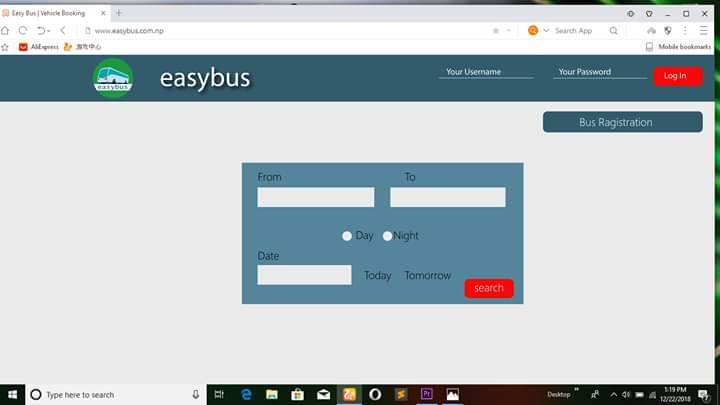 Easy Bus | Vehicle Booking
www.easybus.com.np
Search App
AliExpress
游戏中心
Mobile bookmarks
easybus
easybus
Your Username
Your Password
Log In
Bus Ragistration
From
To
Day
Night
Date
Today
Tomorrow
search
Type here to search
Desktop
1:19 PM
12/22/2018